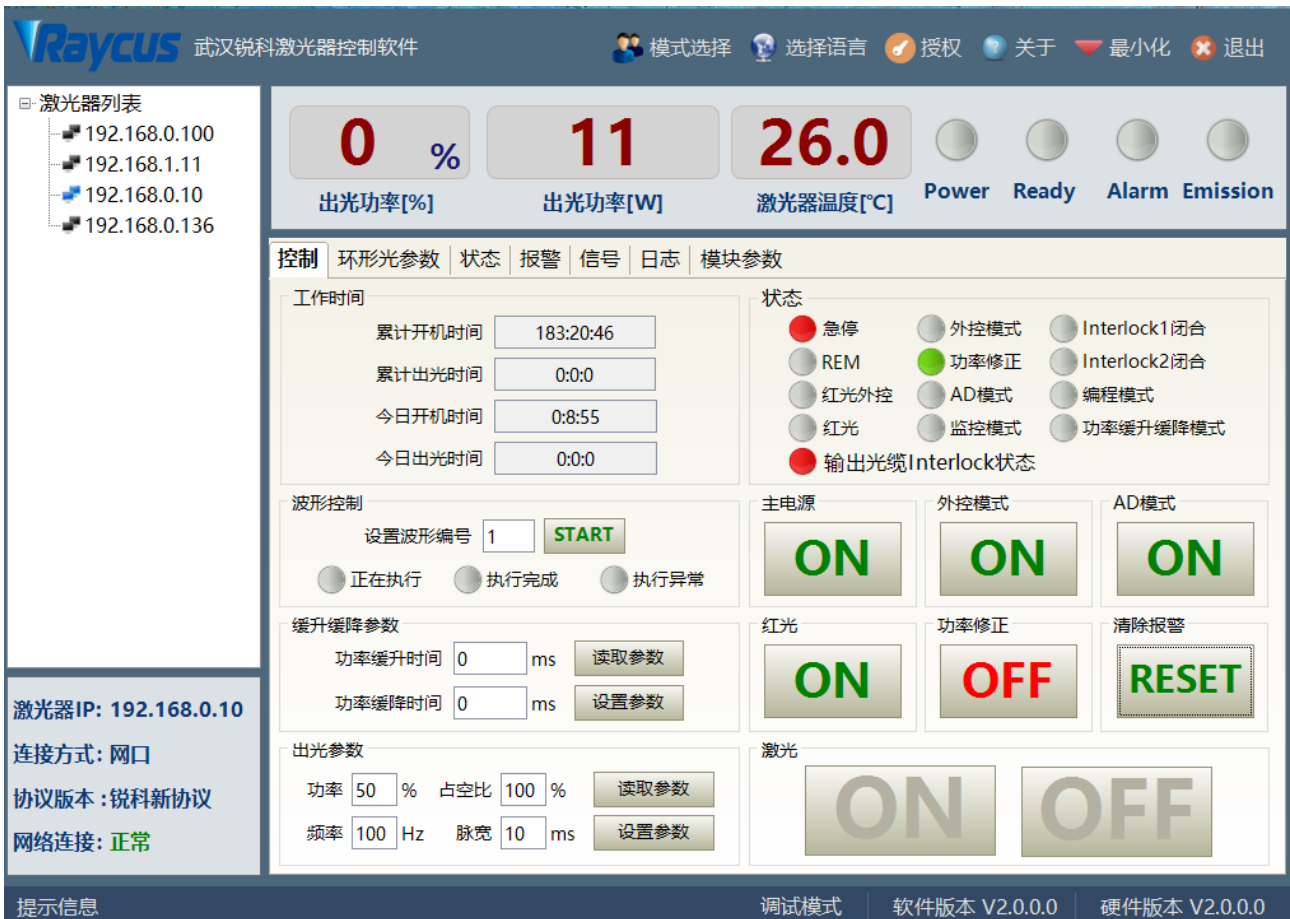 Raycus 武汉锐科激光器控制软件 模式选择 选择语言 授权 关于 最小化 退出
激光器列表
192.168.0.100
192.168.1.11
192.168.0.10
192.168.0.136
激光器IP: 192.168.0.10
连接方式: 网口
协议版本 :锐科新协议
网络连接: 正常
0 % 11 26.0
出光功率[%] 出光功率[W] 激光器温度[℃] Power Ready Alarm Emission
控制 环形光参数 状态 报警 信号 日志 模块参数
工作时间
累计开机时间 183:20:46
累计出光时间 0:0:0
今日开机时间 0:8:55
今日出光时间 0:0:0
状态
急停 外控模式 Interlock1闭合
REM 功率修正 Interlock2闭合
红光外控 AD模式 编程模式
红光 监控模式 功率缓升缓降模式
输出光缆Interlock状态
波形控制
设置波形编号 1 START
正在执行 执行完成 执行异常
主电源 外控模式 AD模式
ON ON ON
缓升缓降参数
功率缓升时间 0 ms 读取参数
功率缓降时间 0 ms 设置参数
红光 功率修正 清除报警
ON OFF RESET
出光参数
功率 50 % 占空比 100 % 读取参数
频率 100 Hz 脉宽 10 ms 设置参数
激光
ON OFF
提示信息 调试模式 软件版本 V2.0.0.0 硬件版本 V2.0.0.0